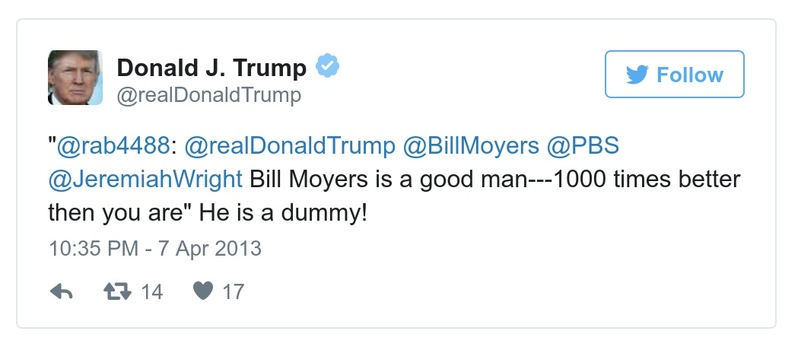 Donald J. Trump
@realDonaldTrump
Follow
"@rab4488: @realDonaldTrump @BillMoyers @PBS
@JeremiahWright Bill Moyers is a good man---1000 times better
then you are" He is a dummy!
10:35 PM - 7 Apr 2013
14 17